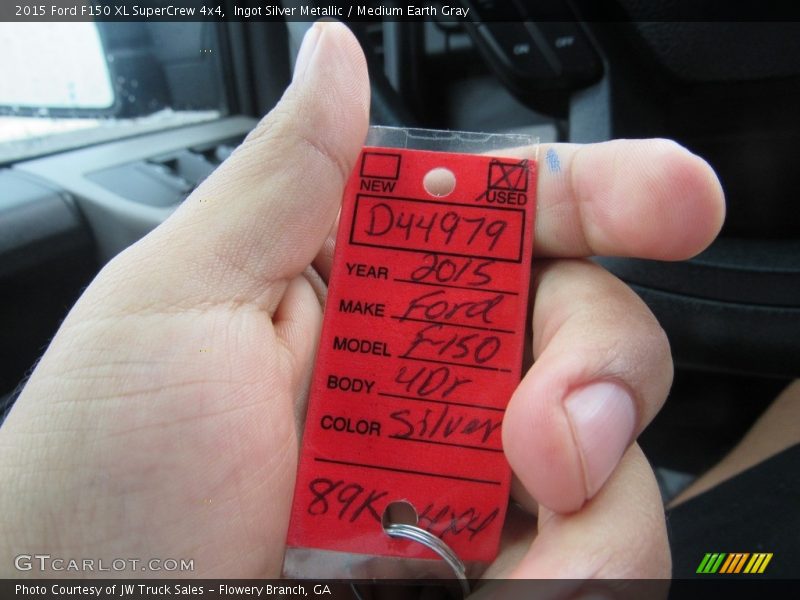 2015 Ford F150 XL SuperCrew 4x4,  Ingot Silver Metallic / Medium Earth Gray
ON OFF
NEW USED
D44979
YEAR 2015
MAKE Ford
MODEL F150
BODY 4Dr
COLOR Silver
89K 4x4
GTCARLOT.COM
Photo Courtesy of JW Truck Sales - Flowery Branch, GA